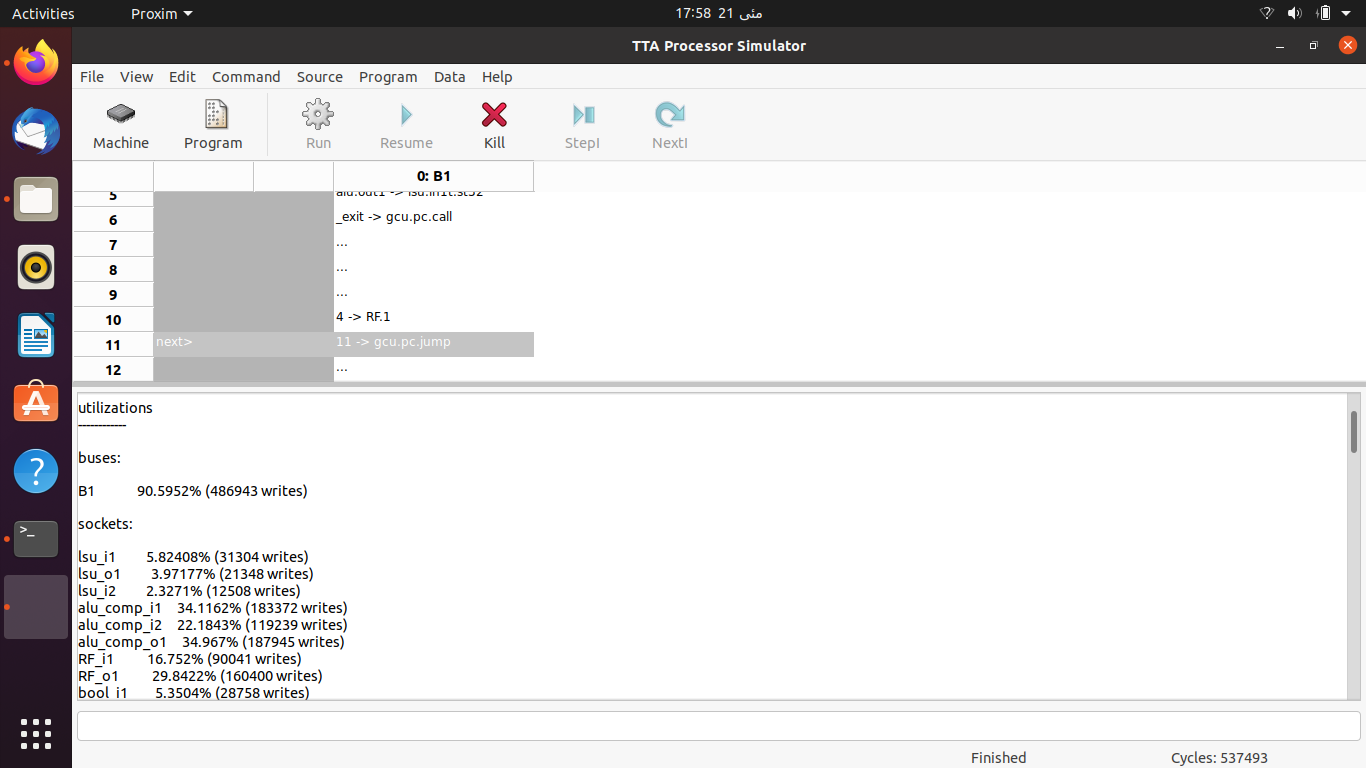 Activities
Proxim
17:58 21 مئی
TTA Processor Simulator
File View Edit Command Source Program Data Help
Machine Program Run Resume Kill StepI NextI
0: B1
5 alu.out1 -> lsu.in1t.st32
6 _exit -> gcu.pc.call
7 ...
8 ...
9 ...
10 4 -> RF.1
11 next> 11 -> gcu.pc.jump
12 ...
utilizations
------------
buses:
B1 90.5952% (486943 writes)
sockets:
lsu_i1 5.82408% (31304 writes)
lsu_o1 3.97177% (21348 writes)
lsu_i2 2.3271% (12508 writes)
alu_comp_i1 34.1162% (183372 writes)
alu_comp_i2 22.1843% (119239 writes)
alu_comp_o1 34.967% (187945 writes)
RF_i1 16.752% (90041 writes)
RF_o1 29.8422% (160400 writes)
bool_i1 5.3504% (28758 writes)
Finished
Cycles: 537493